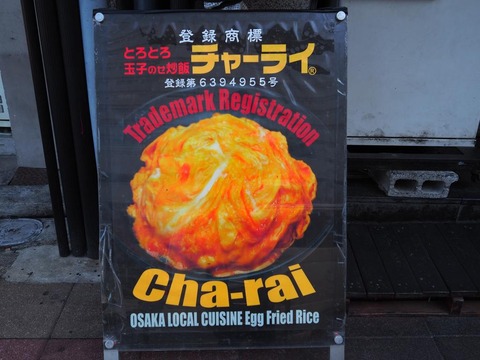 登録商標
とろとろ
玉子のせ炒飯 チャーライ®
登録第6394955号
Trademark Registration
Cha-rai
OSAKA LOCAL CUISINE Egg Fried Rice